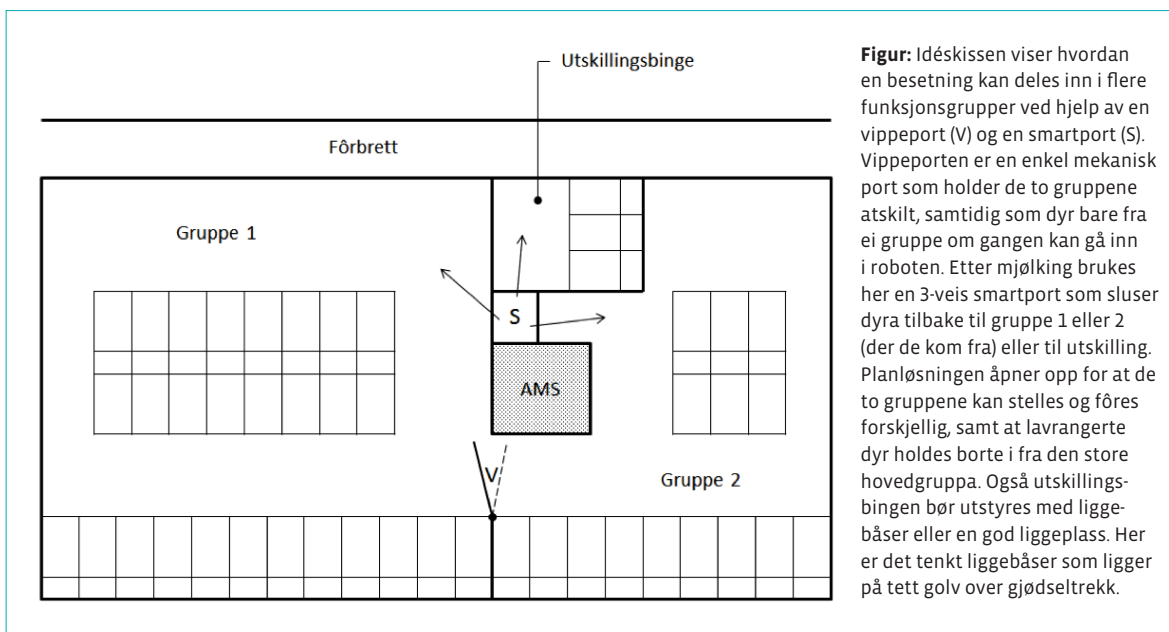 Utskillingsbinge
Fôrbrett
Gruppe 1
S
AMS
V
Gruppe 2
Figur: Idéskissen viser hvordan
en besetning kan deles inn i flere
funksjonsgrupper ved hjelp av en
vippeport (V) og en smartport (S).
Vippeporten er en enkel mekanisk
port som holder de to gruppene
atskilt, samtidig som dyr bare fra
ei gruppe om gangen kan gå inn
i roboten. Etter mjølking brukes
her en 3-veis smartport som sluser
dyra tilbake til gruppe 1 eller 2
(der de kom fra) eller til utskilling.
Planløsningen åpner opp for at de
to gruppene kan stelles og fôres
forskjellig, samt at lavrangerte
dyr holdes borte i fra den store
hovedgruppa. Også utskillings-
bingen bør utstyres med ligge-
båser eller en god liggeplass. Her
er det tenkt liggebåser som ligger
på tett golv over gjødseltrekk.